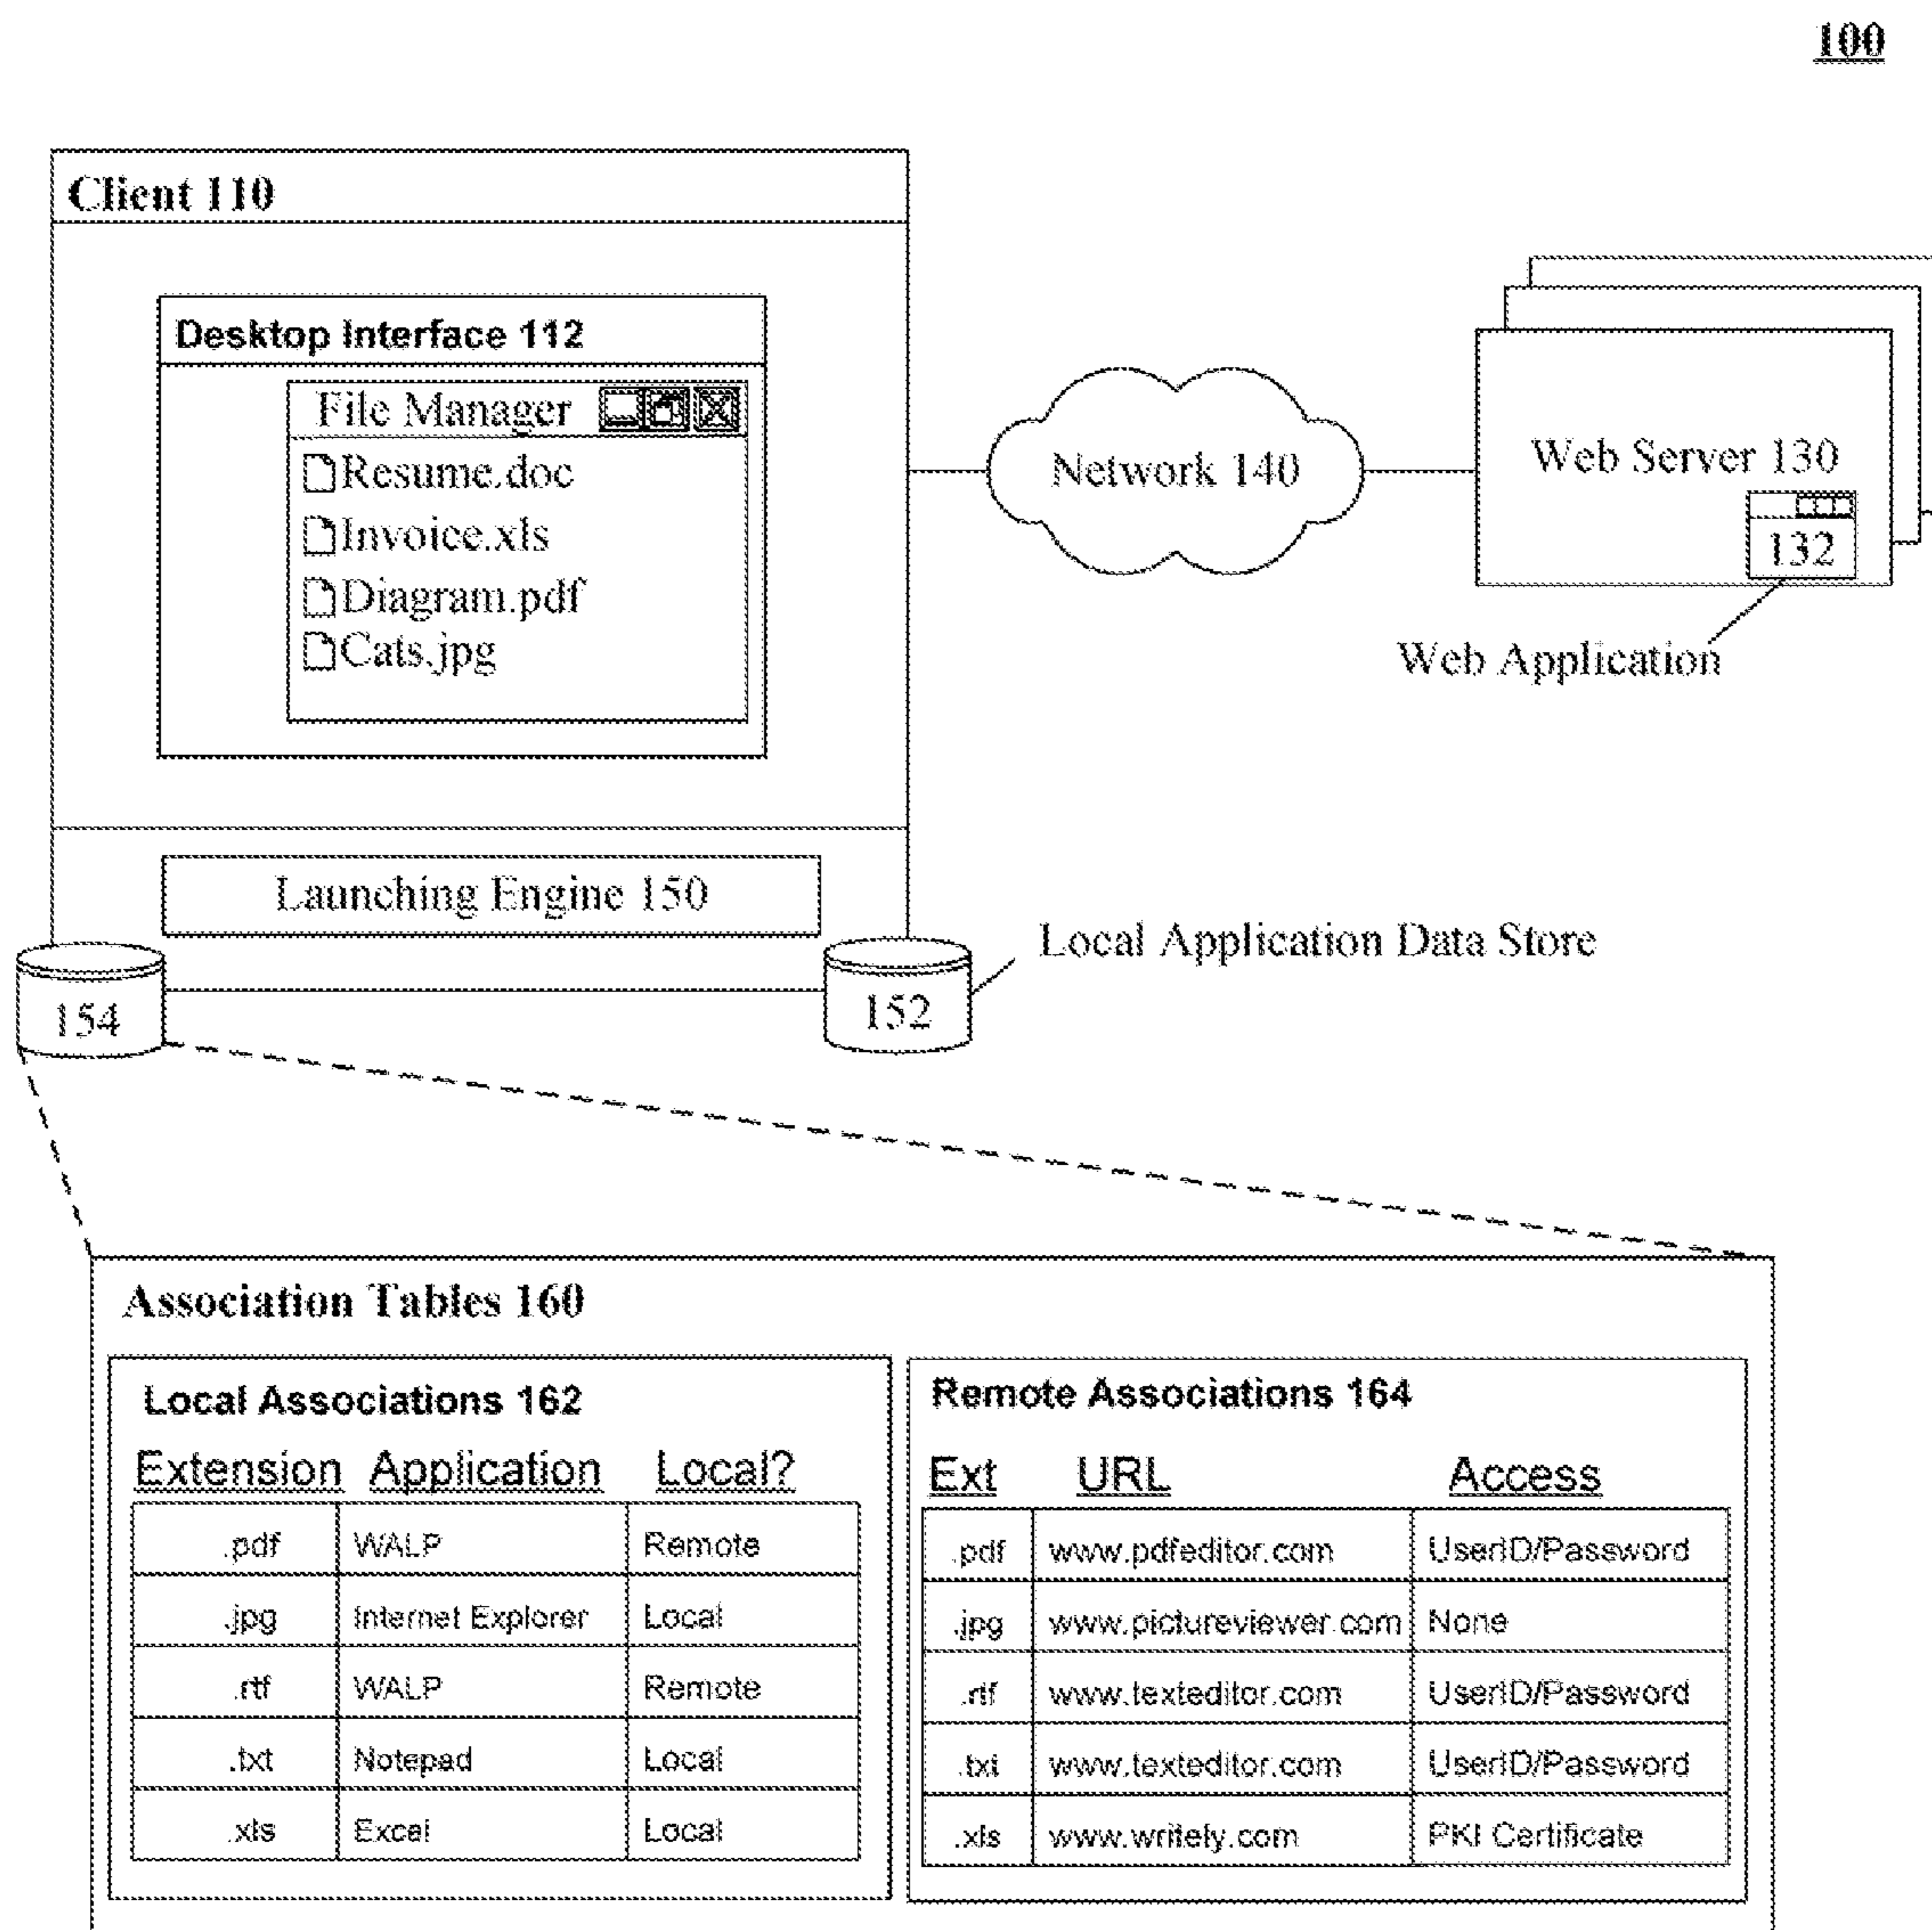 100
Client 110
Desktop Interface 112
File Manager
Resume.doc
Invoice.xls
Diagram.pdf
Cats.jpg
Network 140
Web Server 130
132
Web Application
Launching Engine 150
154
152
Local Application Data Store
Association Tables 160
Local Associations 162
Extension Application Local?
.pdf WALP Remote
.jpg Internet Explorer Local
.rtf WALP Remote
.txt Notepad Local
.xls Excel Local
Remote Associations 164
Ext URL Access
.pdf www.pdfeditor.com UserID/Password
.jpg www.pictureviewer.com None
.rtf www.texteditor.com UserID/Password
.txt www.texteditor.com UserID/Password
.xls www.writely.com PKI Certificate